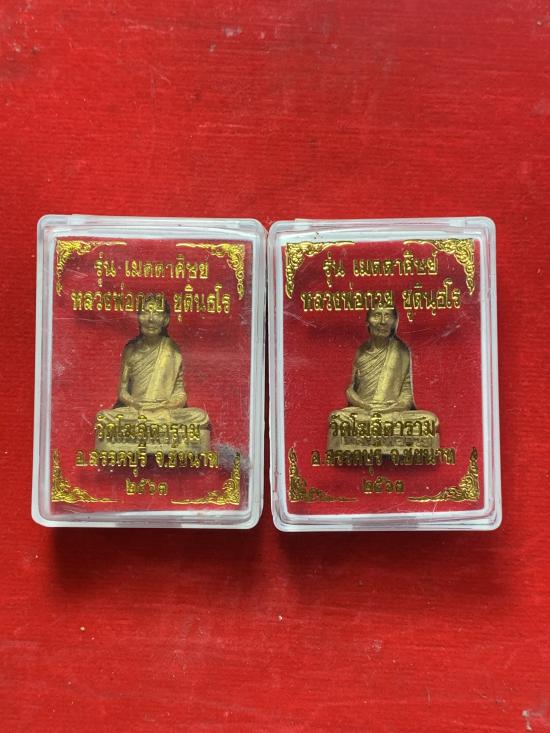 รุ่น เมตตาศิษย์
หลวงพ่อกวย ชุตินธโร
วัดโฆสิตาราม
อ.สรรคบุรี จ.ชัยนาท
๒๕๖๓
รุ่น เมตตาศิษย์
หลวงพ่อกวย ชุตินธโร
วัดโฆสิตาราม
อ.สรรคบุรี จ.ชัยนาท
๒๕๖๓